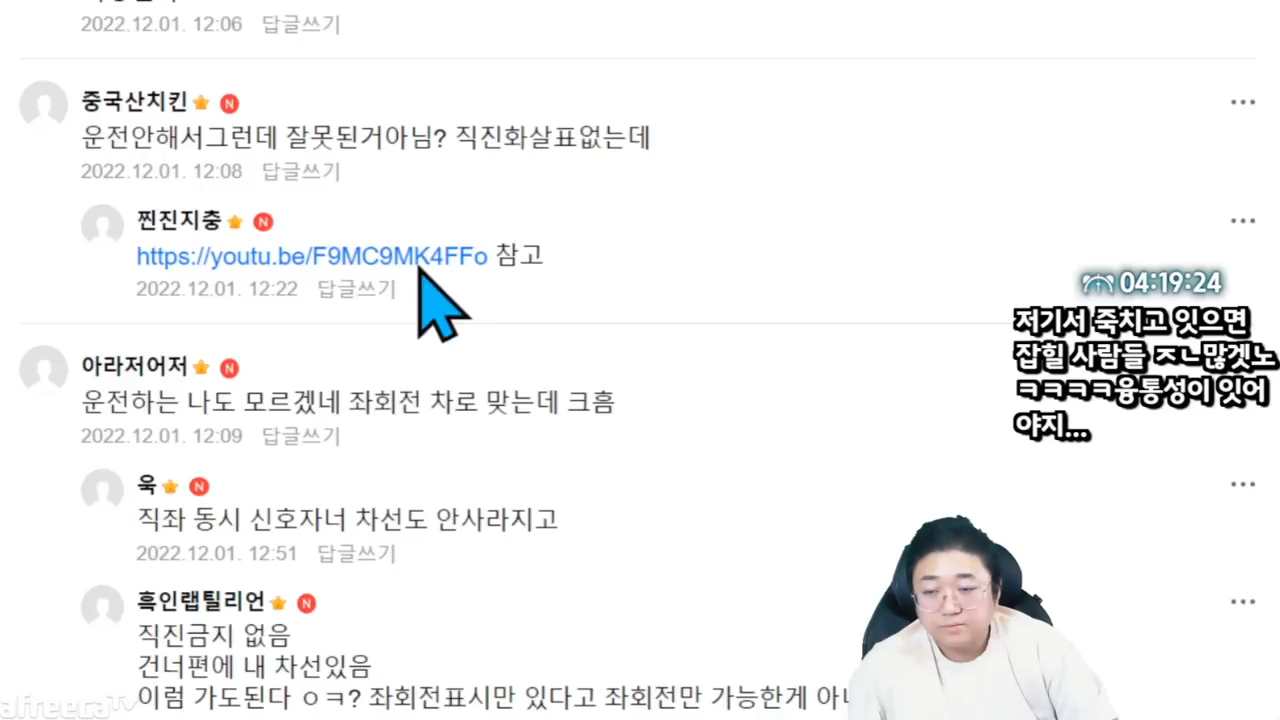 2022.12.01. 12:06 답글쓰기
중국산치킨 N
운전안해서그런데 잘못된거아님? 직진화살표없는데
2022.12.01. 12:08 답글쓰기
찐진지충 N
https://youtu.be/F9MC9MK4FFo 참고
2022.12.01. 12:22 답글쓰기
04:19:24
저기서 죽치고 잇으면
잡힐 사람들 ㅈㄴ많겟노
ㅋㅋㅋㅋ융통성이 잇어
야지...
아라저어저 N
운전하는 나도 모르겠네 좌회전 차로 맞는데 크흠
2022.12.01. 12:09 답글쓰기
욱 N
직좌 동시 신호자너 차선도 안사라지고
2022.12.01. 12:51 답글쓰기
흑인랩틸리언 N
직진금지 없음
건너편에 내 차선있음
이럼 가도된다 ㅇㅋ? 좌회전표시만 있다고 좌회전만 가능한게
afreecaTV